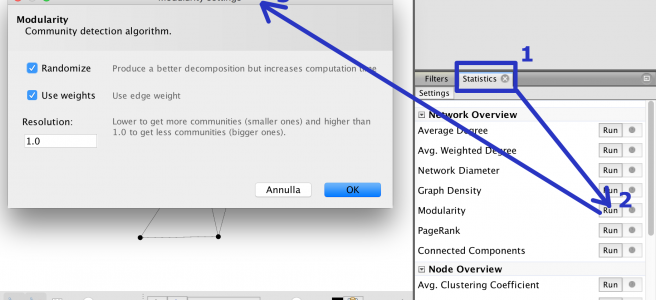 Modularity settings
3
Modularity
Community detection algorithm.
Randomize Produce a better decomposition but increases computation time
Use weights Use edge weight
Resolution: Lower to get more communities (smaller ones) and higher than
1.0 to get less communities (bigger ones).
1.0
Annulla OK
1
Filters Statistics
Settings
Network Overview
Average Degree Run
Avg. Weighted Degree Run
Network Diameter Run
Graph Density Run
2
Modularity Run
PageRank Run
Connected Components Run
Node Overview
Avg. Clustering Coefficient Run